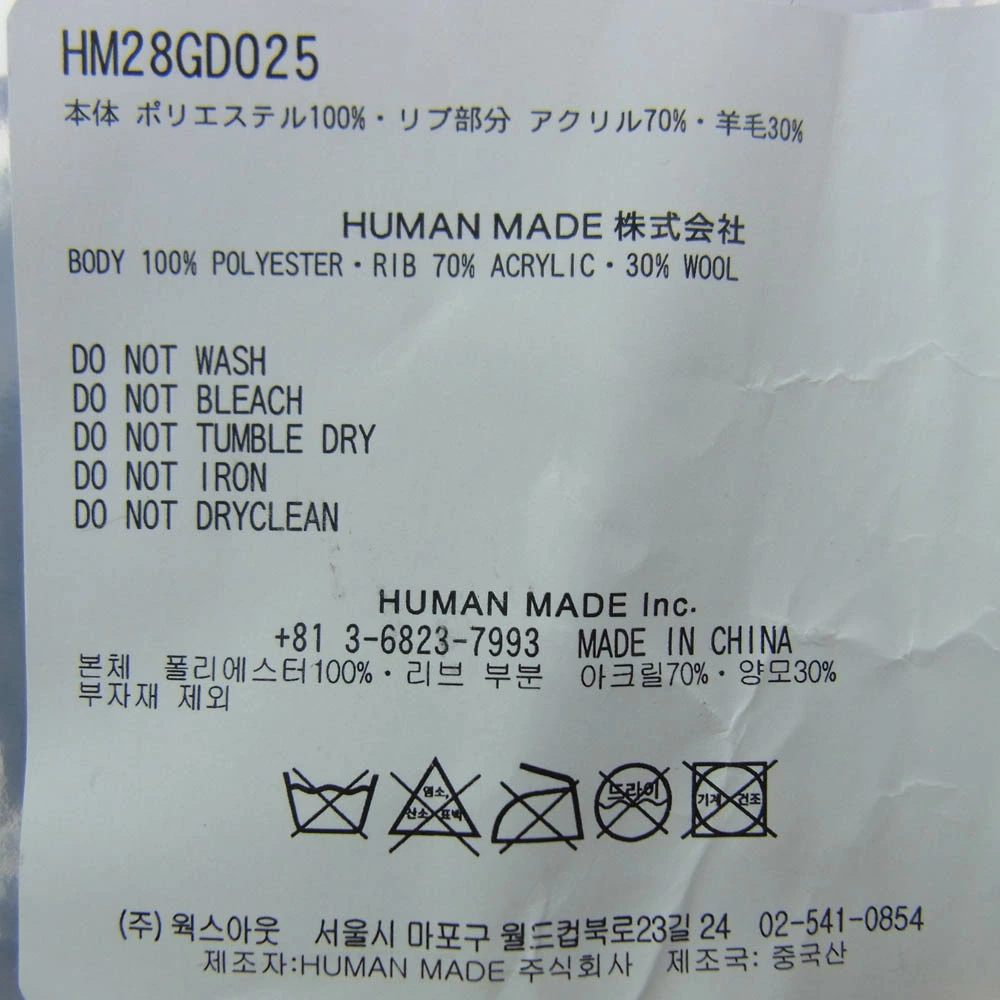 HM28GD025
本体 ポリエステル100%・リブ部分 アクリル70%・羊毛30%
HUMAN MADE 株式会社
BODY 100% POLYESTER・RIB 70% ACRYLIC・30% WOOL
DO NOT WASH
DO NOT BLEACH
DO NOT TUMBLE DRY
DO NOT IRON
DO NOT DRYCLEAN
HUMAN MADE Inc.
+81 3-6823-7993 MADE IN CHINA
본체 폴리에스터100%・리브 부분 아크릴70%・양모30%
부자재 제외
염소,
산소 표백
드라이
기계 건조
(주)웍스아웃 서울시 마포구 월드컵북로23길 24 02-541-0854
제조자:HUMAN MADE 주식회사 제조국: 중국산